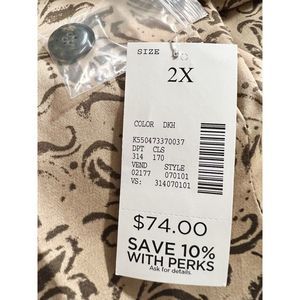 SIZE
2X
COLOR DKH
K550473370037
DPT CLS
314 170
VEND STYLE
02177 070101
VS: 314070101
$74.00
SAVE 10%
WITH PERKS
Ask for details.